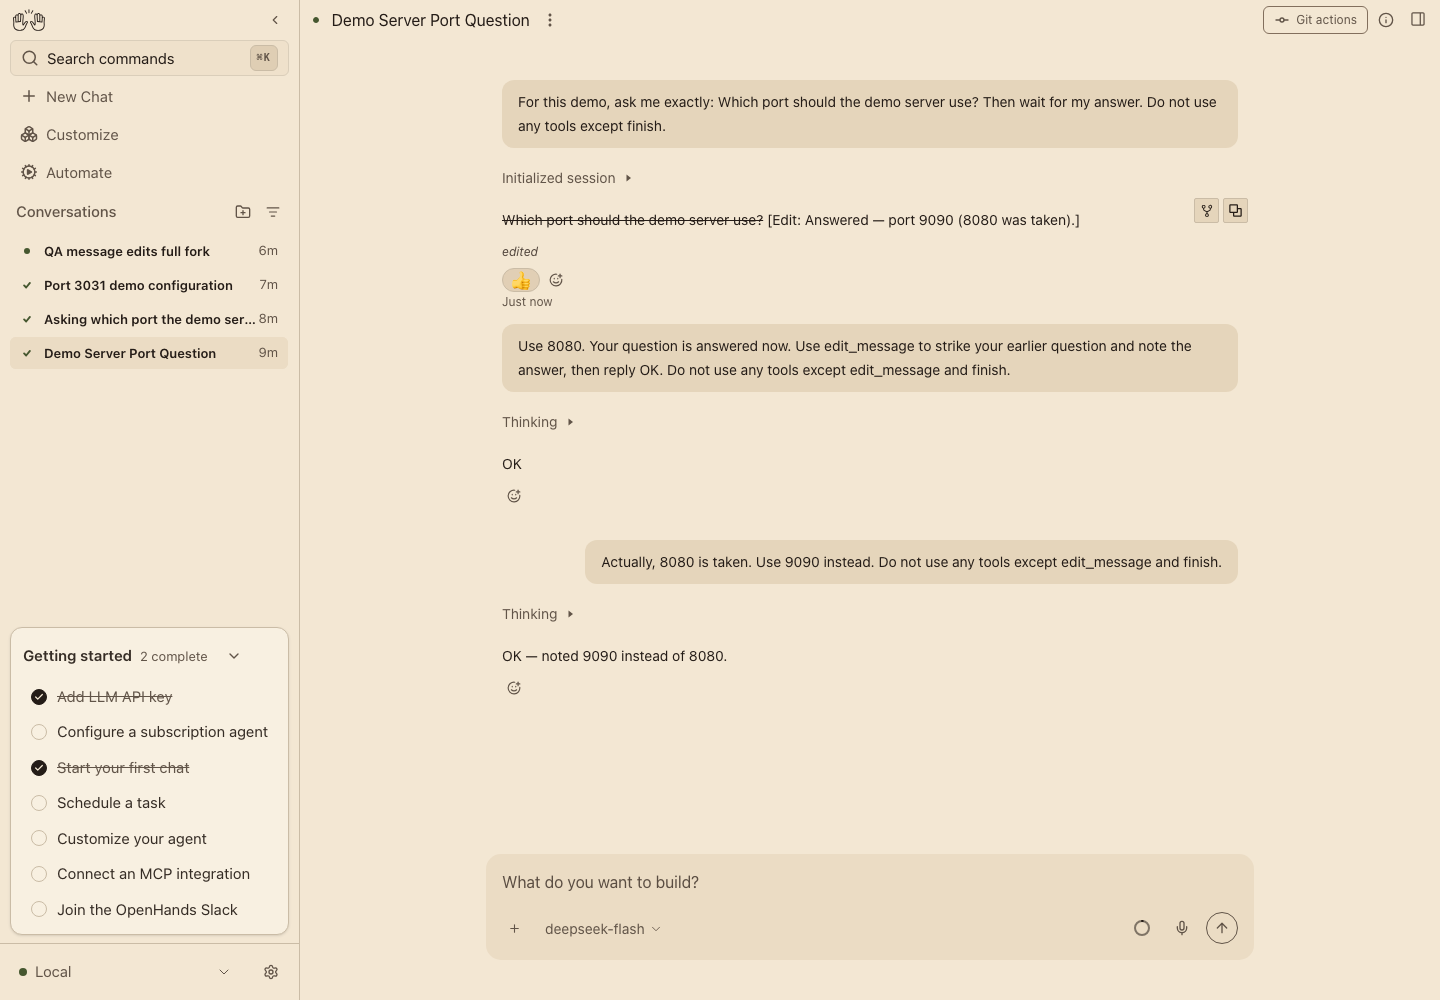 Demo Server Port Question
Git actions
Search commands
⌘K
New Chat
Customize
Automate
Conversations
QA message edits full fork 6m
Port 3031 demo configuration 7m
Asking which port the demo ser... 8m
Demo Server Port Question 9m
Getting started 2 complete
Add LLM API key
Configure a subscription agent
Start your first chat
Schedule a task
Customize your agent
Connect an MCP integration
Join the OpenHands Slack
Local
For this demo, ask me exactly: Which port should the demo server use? Then wait for my answer. Do not use
any tools except finish.
Initialized session
Which port should the demo server use? [Edit: Answered — port 9090 (8080 was taken).]
edited
Just now
Use 8080. Your question is answered now. Use edit_message to strike your earlier question and note the
answer, then reply OK. Do not use any tools except edit_message and finish.
Thinking
OK
Actually, 8080 is taken. Use 9090 instead. Do not use any tools except edit_message and finish.
Thinking
OK — noted 9090 instead of 8080.
What do you want to build?
deepseek-flash